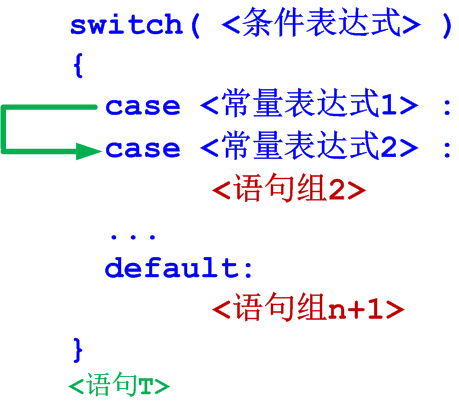 switch( <条件表达式> )
{
case <常量表达式1> :
case <常量表达式2> :
<语句组2>
...
default:
<语句组n+1>
}
<语句T>